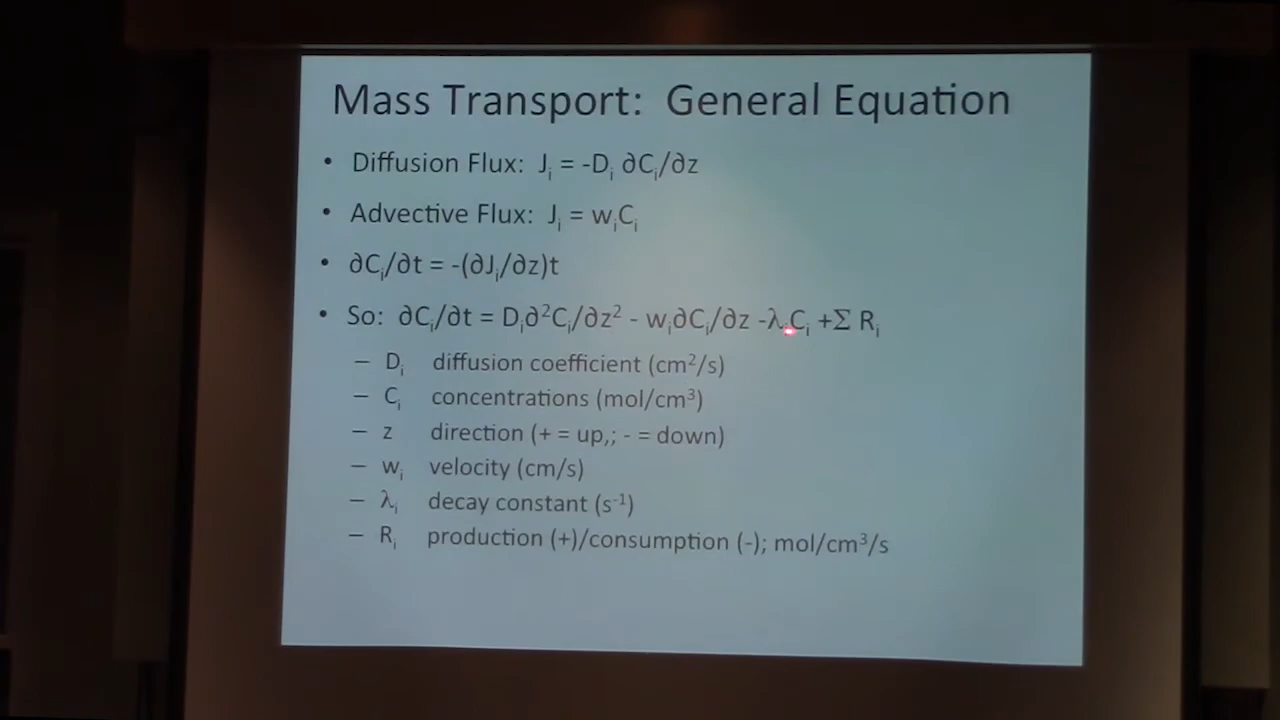 Mass Transport: General Equation
• Diffusion Flux: Jᵢ = -Dᵢ ∂Cᵢ/∂z
• Advective Flux: Jᵢ = wᵢCᵢ
• ∂Cᵢ/∂t = -(∂Jᵢ/∂z)t
• So: ∂Cᵢ/∂t = Dᵢ∂²Cᵢ/∂z² - wᵢ∂Cᵢ/∂z -λᵢCᵢ +Σ Rᵢ
– Dᵢ diffusion coefficient (cm²/s)
– Cᵢ concentrations (mol/cm³)
– z direction (+ = up,; - = down)
– wᵢ velocity (cm/s)
– λᵢ decay constant (s⁻¹)
– Rᵢ production (+)/consumption (-); mol/cm³/s